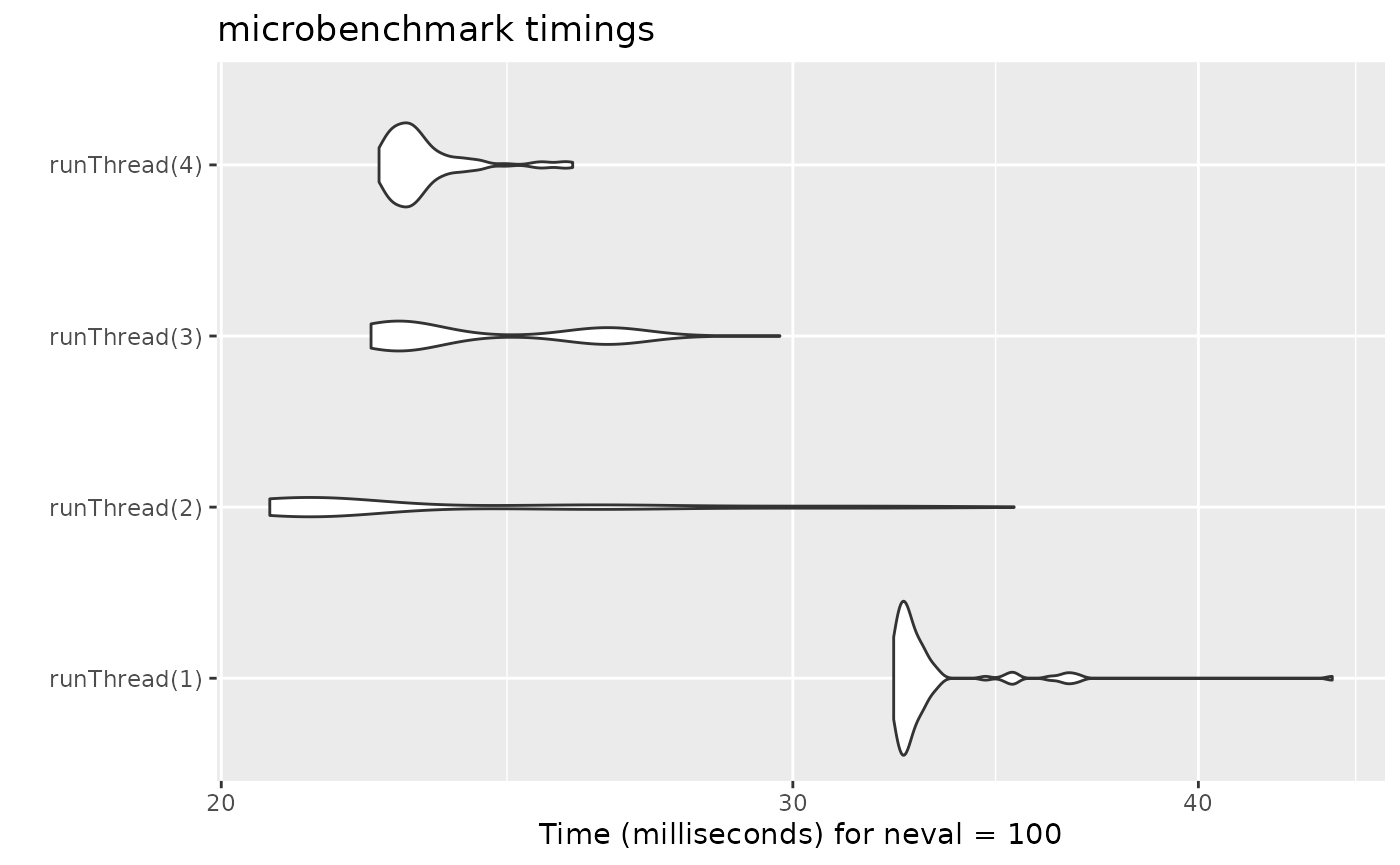 microbenchmark timings
runThread(4)
runThread(3)
runThread(2)
runThread(1)
20 30 40
Time (milliseconds) for neval = 100